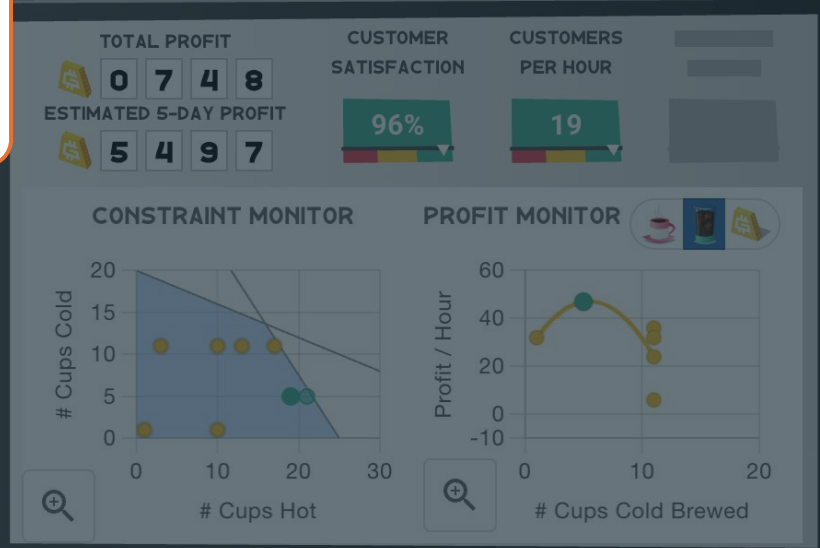 TOTAL PROFIT
0 7 4 8
ESTIMATED 5-DAY PROFIT
5 4 9 7
CUSTOMER
SATISFACTION
96%
CUSTOMERS
PER HOUR
19
CONSTRAINT MONITOR
20
15
10
5
0
# Cups Cold
0 10 20 30
# Cups Hot
PROFIT MONITOR
60
40
20
0
-10
Profit / Hour
0 10 20
# Cups Cold Brewed